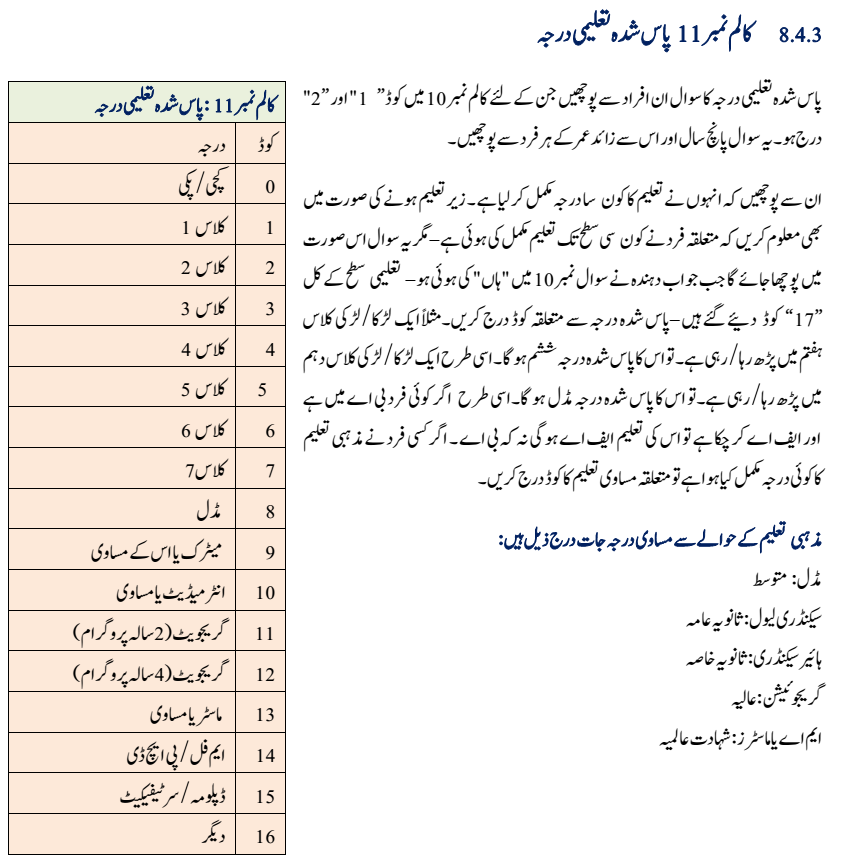 8.4.3 کالم نمبر 11 پاس شدہ تعلیمی درجہ
پاس شدہ تعلیمی درجہ کا سوال ان افراد سے پوچھیں جن کے لئے کالم نمبر 10 میں کوڈ” 1" اور ”2"
درج ہو۔ یہ سوال پانچ سال اور اس سے زائد عمر کے ہر فرد سے پوچھیں۔
ان سے پوچھیں کہ انہوں نے تعلیم کا کون سا درجہ مکمل کر لیا ہے۔ زیر تعلیم ہونے کی صورت میں
بھی معلوم کریں کہ متعلقہ فرد نے کون سی سطح تک تعلیم مکمل کی ہوئی ہے– مگر یہ سوال اس صورت
میں پوچھا جائے گا جب جواب دہندہ نے سوال نمبر 10 میں "ہاں" کی ہوئی ہو– تعلیمی سطح کے کل
”17“ کوڈ دیئے گئے ہیں–پاس شدہ درجہ سے متعلقہ کوڈ درج کریں۔ مثلاً ایک لڑکا/لڑکی کلاس
ہفتم میں پڑھ رہا/رہی ہے۔ تو اس کا پاس شدہ درجہ ششم ہو گا۔ اسی طرح ایک لڑکا/لڑکی کلاس دہم
میں پڑھ رہا/رہی ہے۔تو اس کا پاس شدہ درجہ مڈل ہو گا۔اسی طرح اگر کوئی فرد بی اے میں ہے
اور ایف اے کر چکا ہے تو اس کی تعلیم ایف اے ہو گی نہ کہ بی اے ۔ اگر کسی فرد نے مذہبی تعلیم
کا کوئی درجہ مکمل کیا ہوا ہے تو متعلقہ مساوی تعلیم کا کوڈ درج کریں۔
مذہبی تعلیم کے حوالے سے مساوی درجہ جات درج ذیل ہیں:
مڈل: متوسط
سیکنڈری لیول: ثانویہ عامہ
ہائیر سیکنڈری: ثانویہ خاصہ
گریجوئیشن: عالیہ
ایم اے یا ماسٹرز: شہادت عالمیہ
کالم نمبر 11: پاس شدہ تعلیمی درجہ
کوڈ درجہ
0 کچی/پکی
1 کلاس 1
2 کلاس 2
3 کلاس 3
4 کلاس 4
5 کلاس 5
6 کلاس 6
7 کلاس7
8 مڈل
9 میٹرک یا اس کے مساوی
10 انٹر میڈیٹ یا مساوی
11 گریجویٹ(2سالہ پروگرام)
12 گریجویٹ(4سالہ پروگرام)
13 ماسٹر یا مساوی
14 ایم فل/پی ایچ ڈی
15 ڈپلومہ/سرٹیفیکیٹ
16 دیگر